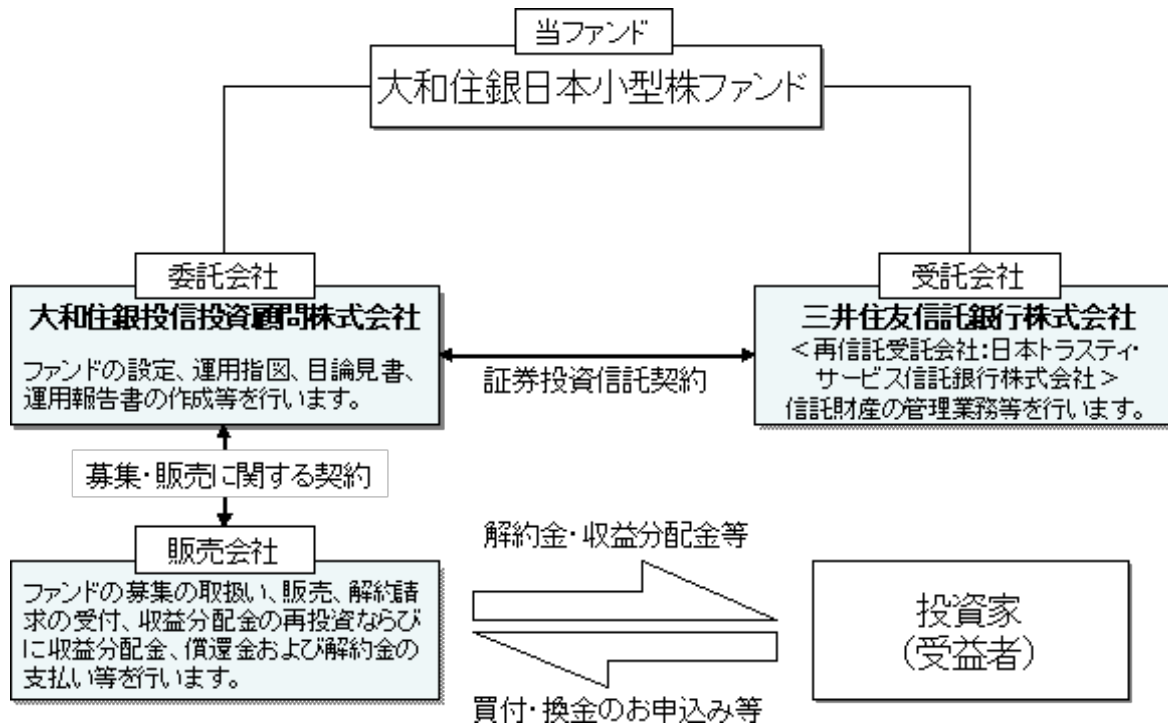 当ファンド
大和住銀日本小型株ファンド
委託会社
大和住銀投信投資顧問株式会社
ファンドの設定、運用指図、目論見書、
運用報告書の作成等を行います。
証券投資信託契約
受託会社
三井住友信託銀行株式会社
＜再信託受託会社：日本トラスティ・
サービス信託銀行株式会社＞
信託財産の管理業務等を行います。
募集・販売に関する契約
販売会社
ファンドの募集の取扱い、販売、解約請
求の受付、収益分配金の再投資ならび
に収益分配金、償還金および解約金の
支払い等を行います。
解約金・収益分配金等
買付・換金のお申込み等
投資家
（受益者）